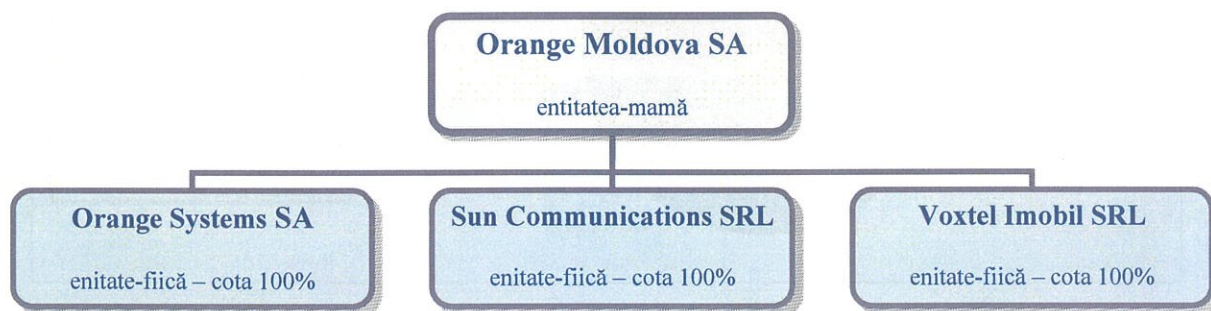 Orange Moldova SA
entitatea-mamă
Orange Systems SA
enitate-fiică – cota 100%
Sun Communications SRL
enitate-fiică – cota 100%
Voxtel Imobil SRL
enitate-fiică – cota 100%